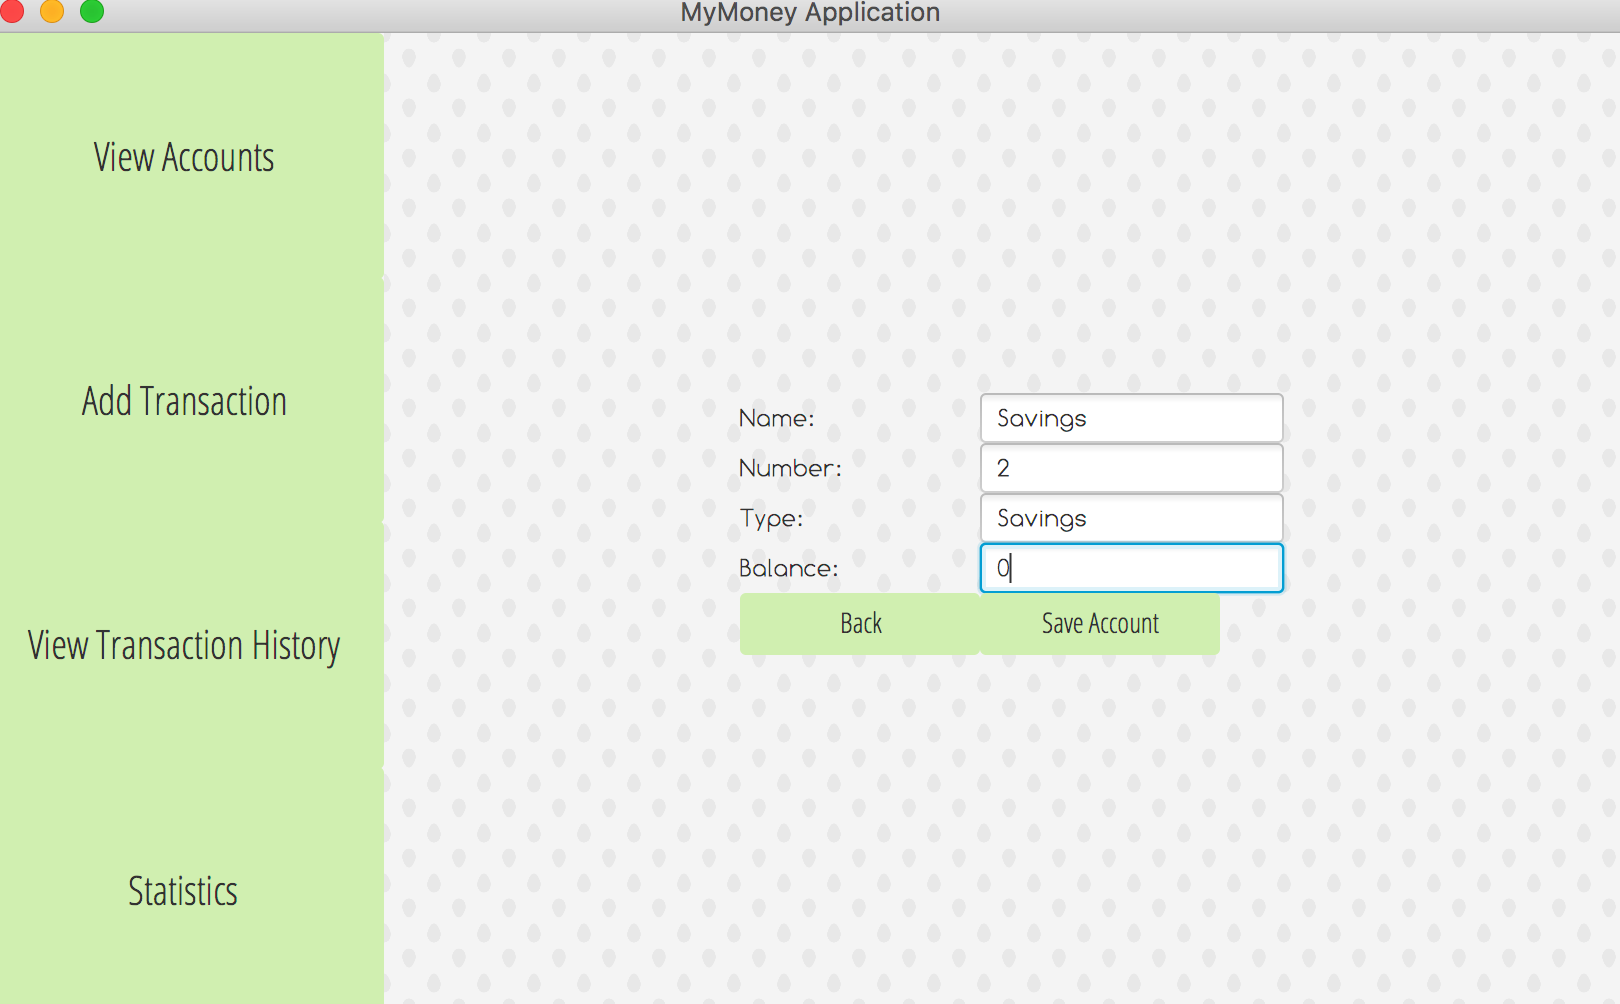 MyMoney Application
View Accounts
Add Transaction
View Transaction History
Statistics
Name: Savings
Number: 2
Type: Savings
Balance: 0
Back Save Account